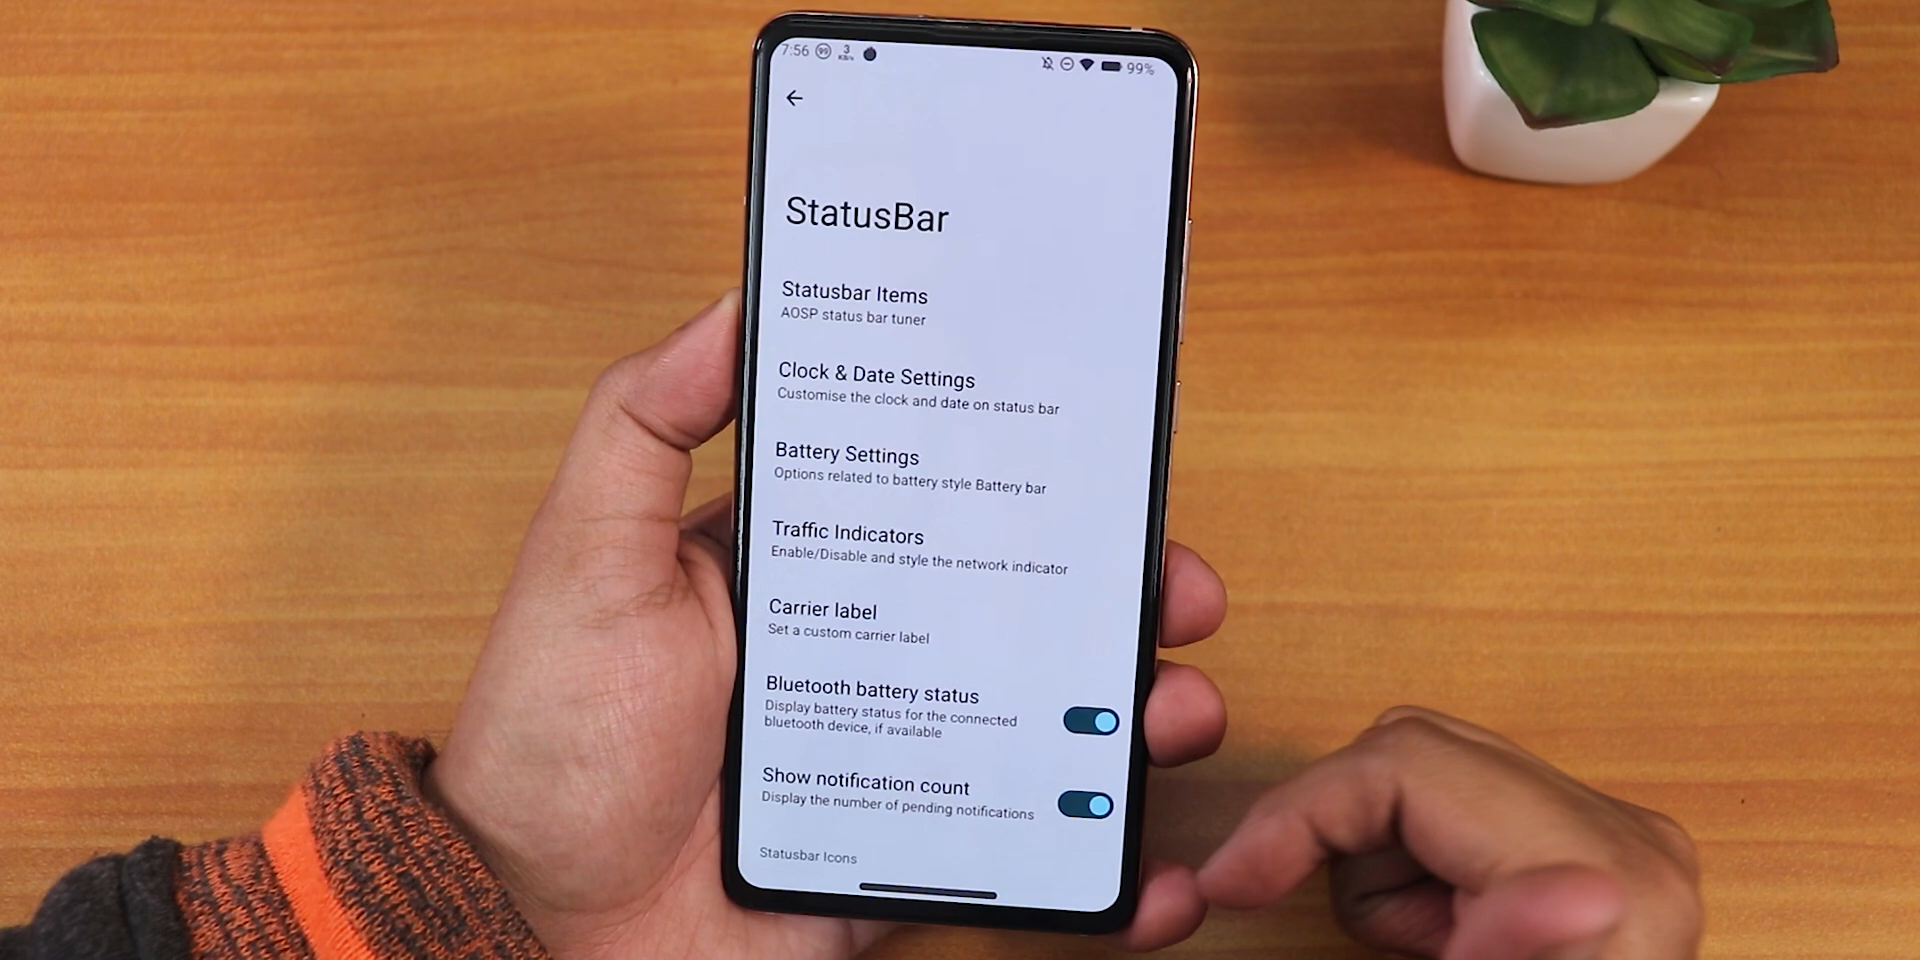 7:56 99 3 KB/s 99%
StatusBar
Statusbar Items
AOSP status bar tuner
Clock & Date Settings
Customise the clock and date on status bar
Battery Settings
Options related to battery style Battery bar
Traffic Indicators
Enable/Disable and style the network indicator
Carrier label
Set a custom carrier label
Bluetooth battery status
Display battery status for the connected
bluetooth device, if available
Show notification count
Display the number of pending notifications
Statusbar Icons